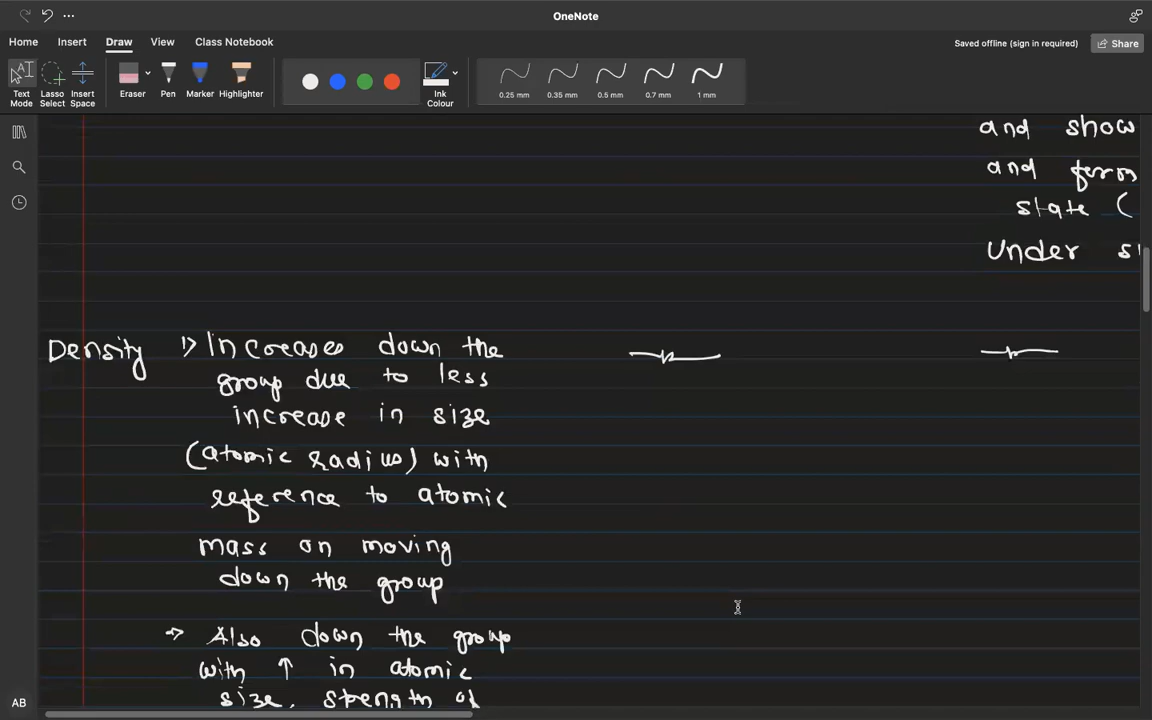 OneNote
Home Insert Draw View Class Notebook
Saved offline (sign in required) Share
Text Mode
Lasso Select
Insert Space
Eraser
Pen
Marker
Highlighter
Ink Colour
0.25 mm
0.35 mm
0.5 mm
0.7 mm
1 mm
and show
and
state (
Under
Density 1) Increases down the
group due to less
increase in size
(atomic radius) with
reference to atomic
mass on moving
down the group
→ Also down the group
with ↑ in atomic
size, strength of
AB